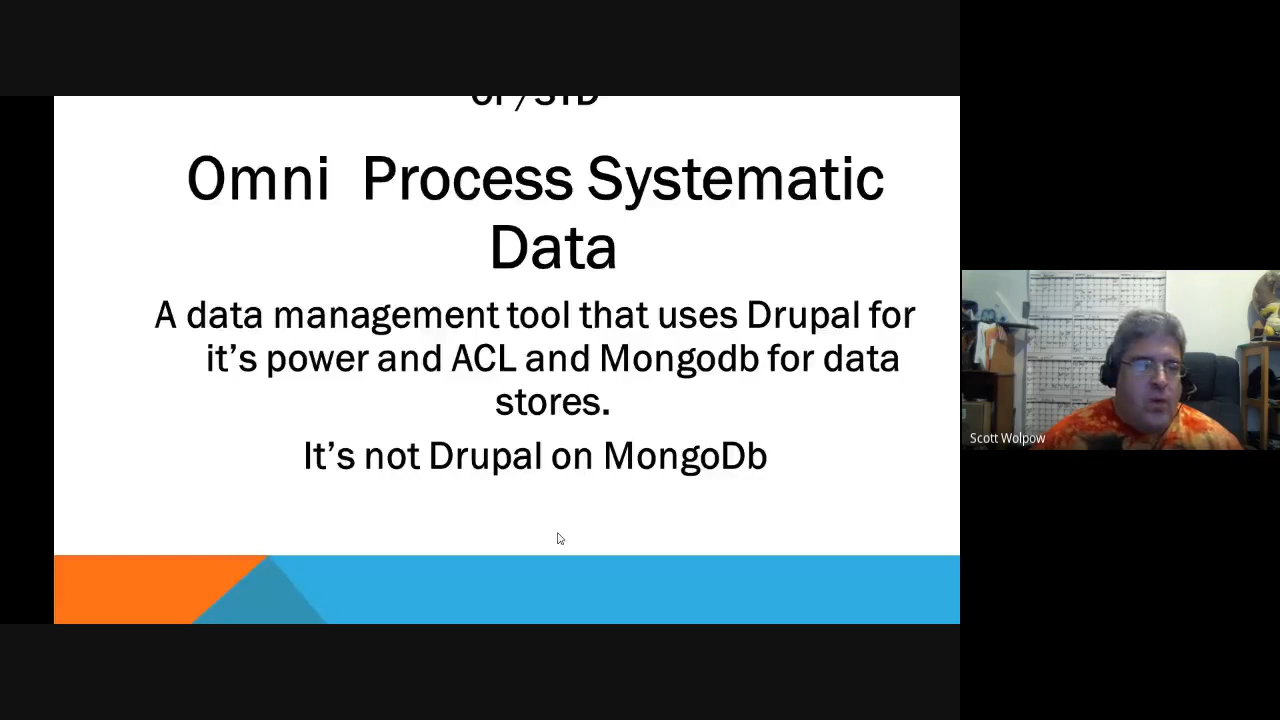 Omni Process Systematic
Data
A data management tool that uses Drupal for
it's power and ACL and Mongodb for data
stores.
It's not Drupal on MongoDb
Scott Wolpow